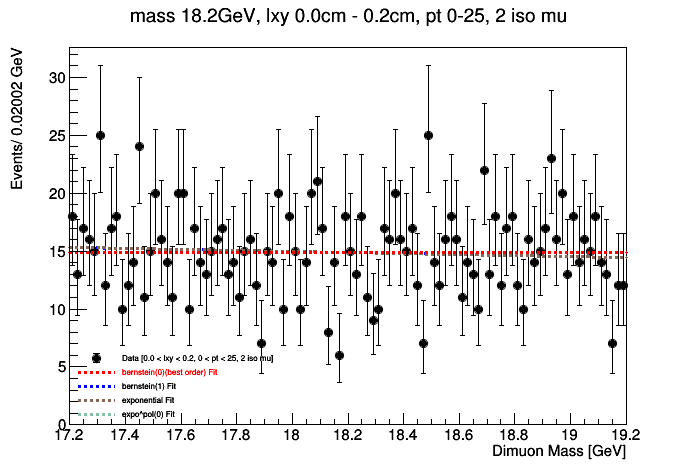 mass 18.2GeV, lxy 0.0cm - 0.2cm, pt 0-25, 2 iso mu
Events/ 0.02002 GeV
30
25
20
15
10
5
0
Data [0.0 < lxy < 0.2, 0 < pt < 25, 2 iso mu]
bernstein(0)(best order) Fit
bernstein(1) Fit
exponential Fit
expo^pol(0) Fit
17.2 17.4 17.6 17.8 18 18.2 18.4 18.6 18.8 19 19.2
Dimuon Mass [GeV]